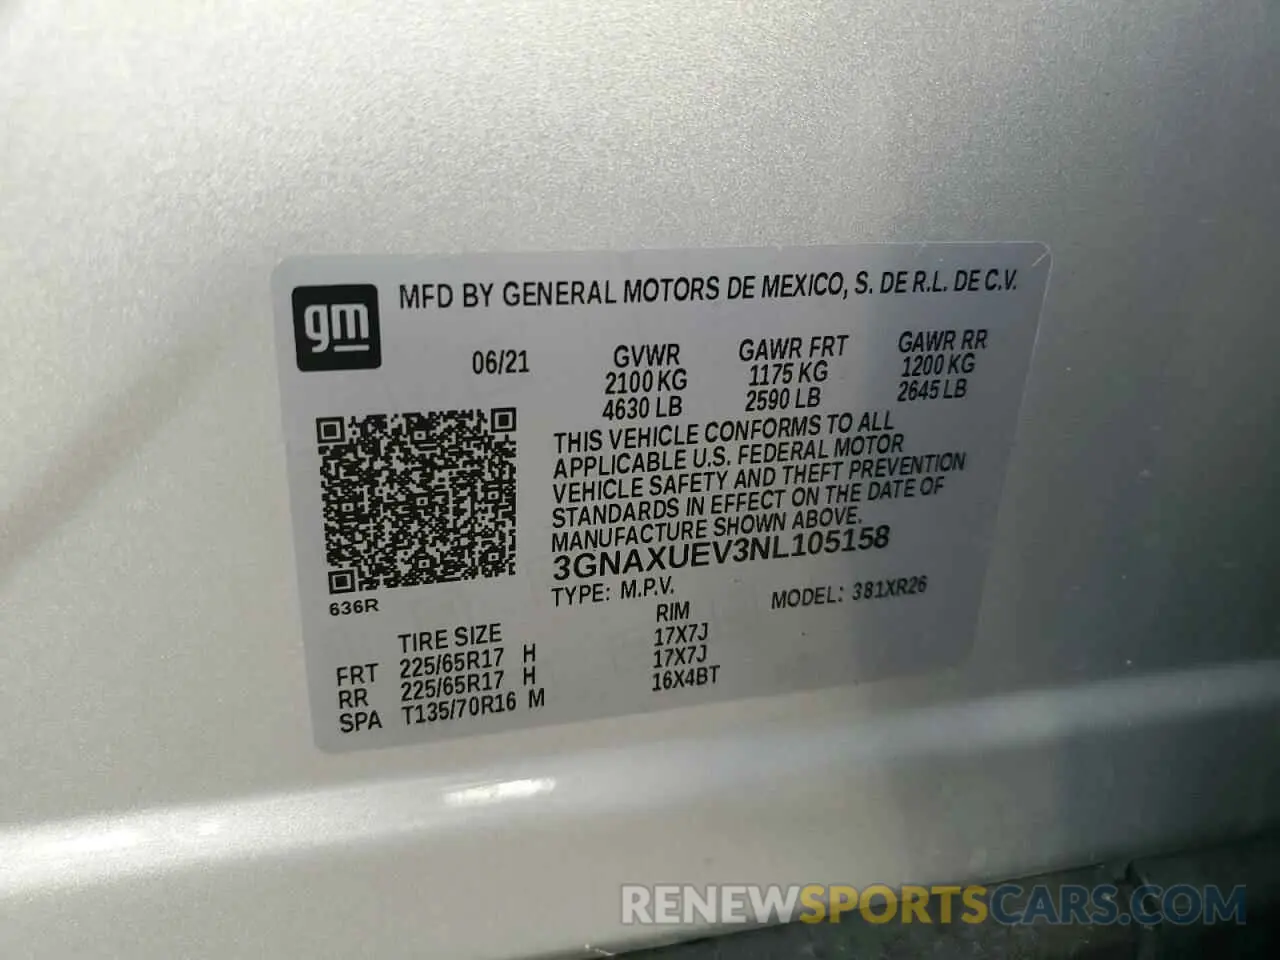 gm
MFD BY GENERAL MOTORS DE MEXICO, S. DE R.L. DE C.V.
06/21 GVWR GAWR FRT GAWR RR
2100 KG 1175 KG 1200 KG
4630 LB 2590 LB 2645 LB
THIS VEHICLE CONFORMS TO ALL
APPLICABLE U.S. FEDERAL MOTOR
VEHICLE SAFETY AND THEFT PREVENTION
STANDARDS IN EFFECT ON THE DATE OF
MANUFACTURE SHOWN ABOVE.
3GNAXUEV3NL105158
TYPE: M.P.V. MODEL: 381XR26
636R
TIRE SIZE RIM
FRT 225/65R17 H 17X7J
RR 225/65R17 H 17X7J
SPA T135/70R16 M 16X4BT
RENEWSPORTSCARS.COM